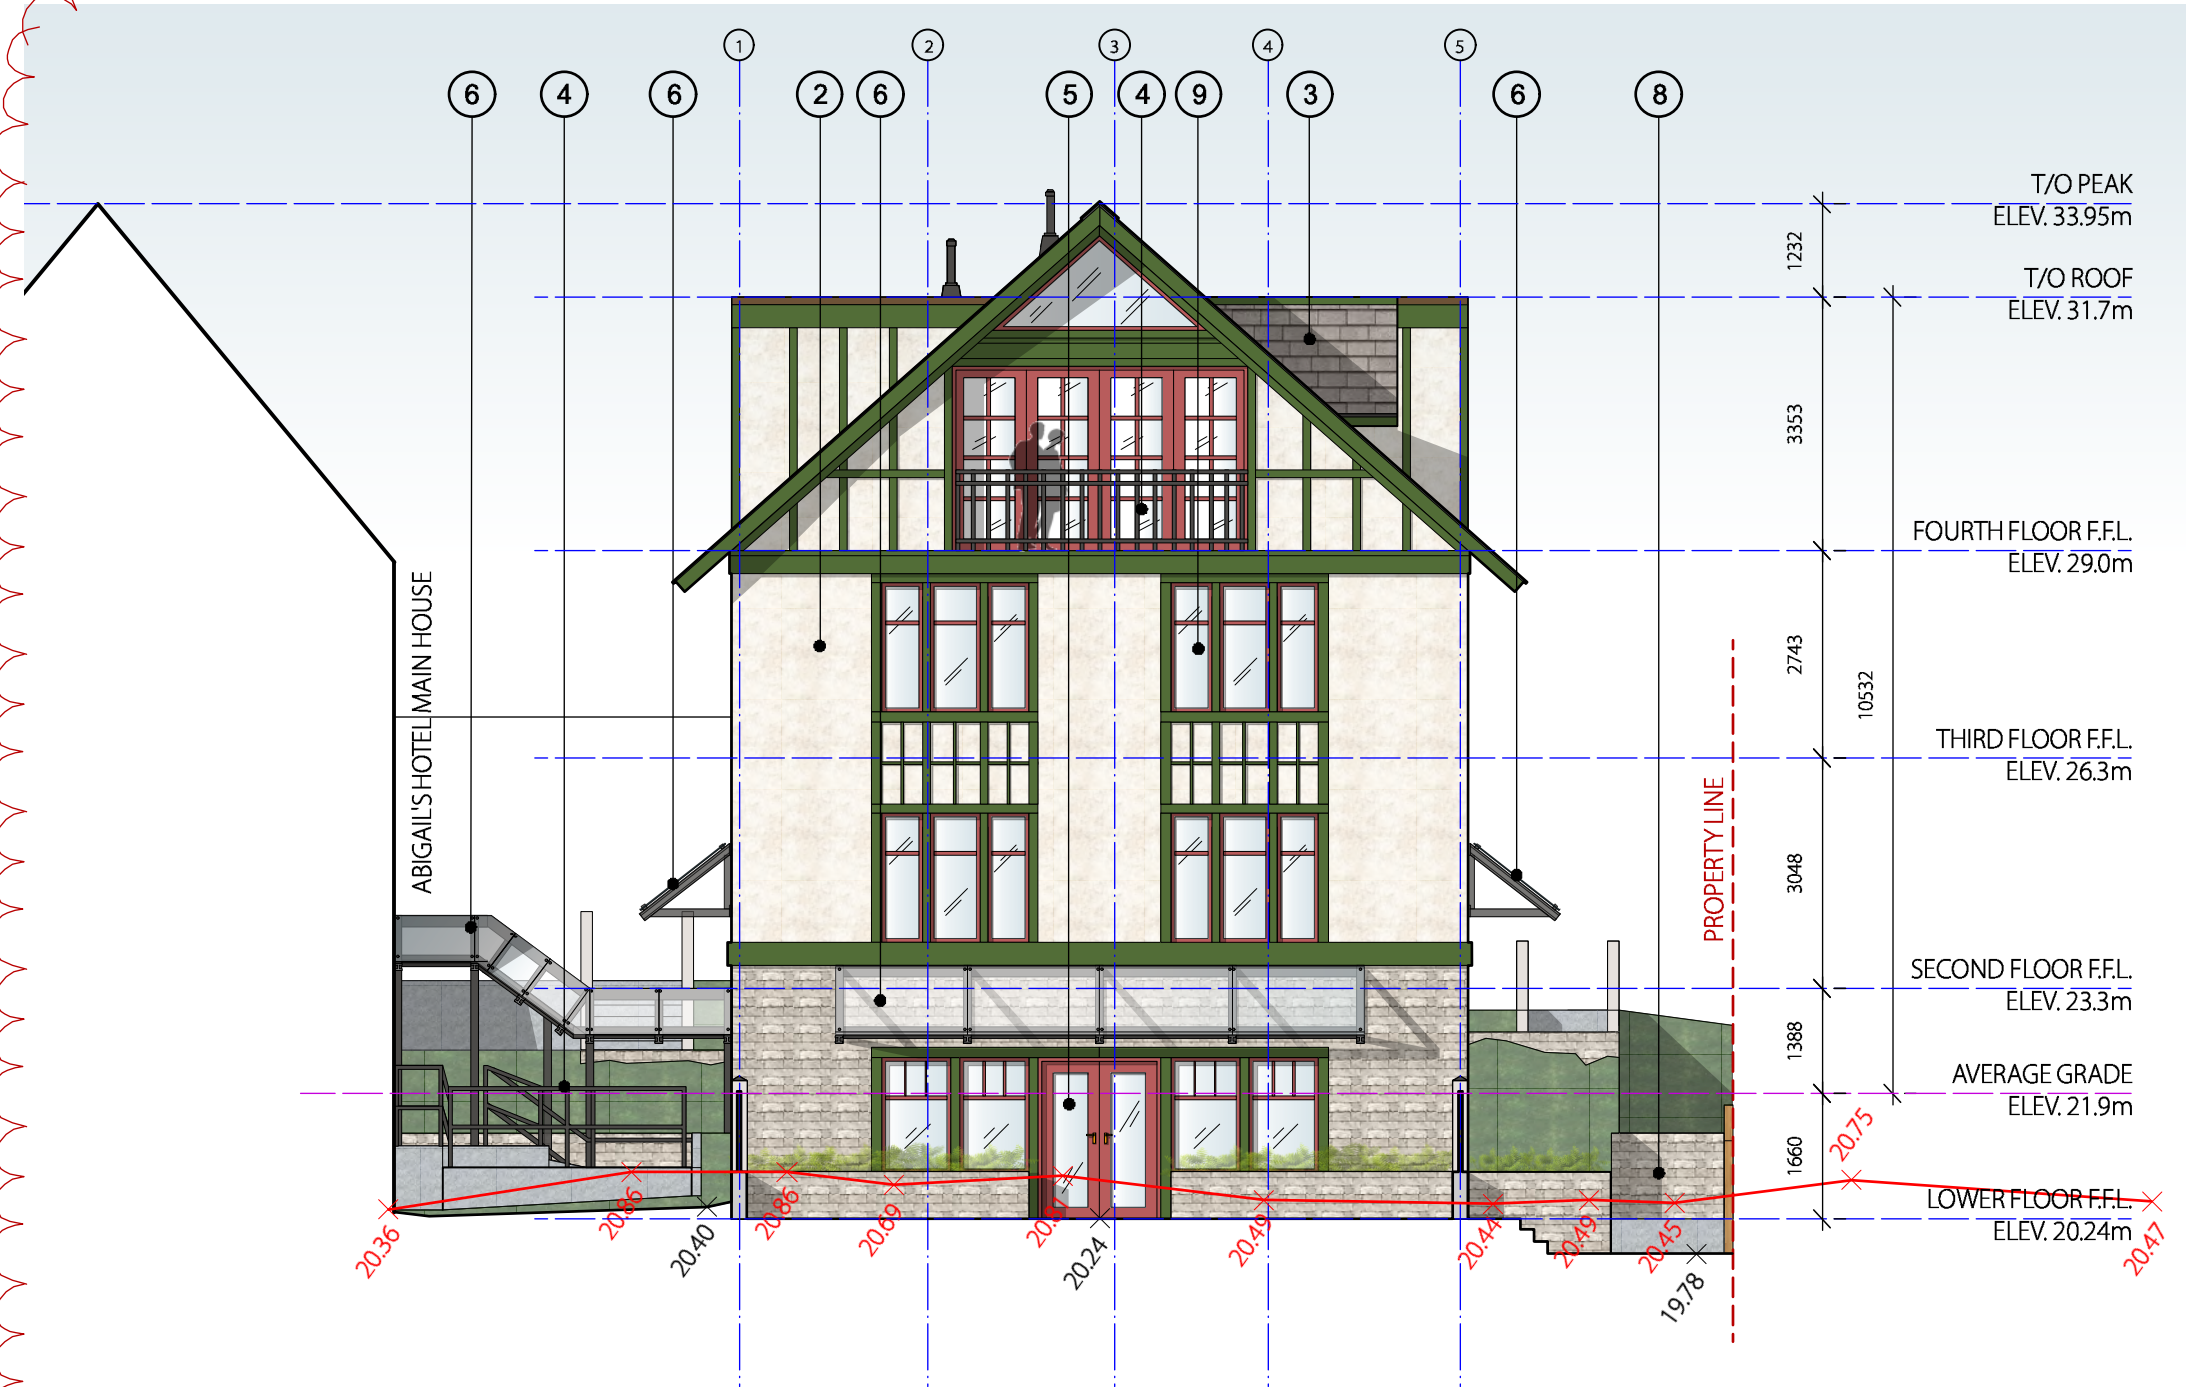 1 2 3 4 5
6 4 6 2 6 5 4 9 3 6 8
T/O PEAK
ELEV. 33.95m
1232
T/O ROOF
ELEV. 31.7m
3353
FOURTH FLOOR F.F.L.
ELEV. 29.0m
ABIGAIL'S HOTEL MAIN HOUSE
2743
10532
THIRD FLOOR F.F.L.
ELEV. 26.3m
PROPERTY LINE
3048
SECOND FLOOR F.F.L.
ELEV. 23.3m
1388
AVERAGE GRADE
ELEV. 21.9m
1660
20.75
LOWER FLOOR F.F.L.
ELEV. 20.24m
20.36
20.86
20.40
20.86
20.69
20.24
20.49
20.44
20.49
20.45
19.78
20.47